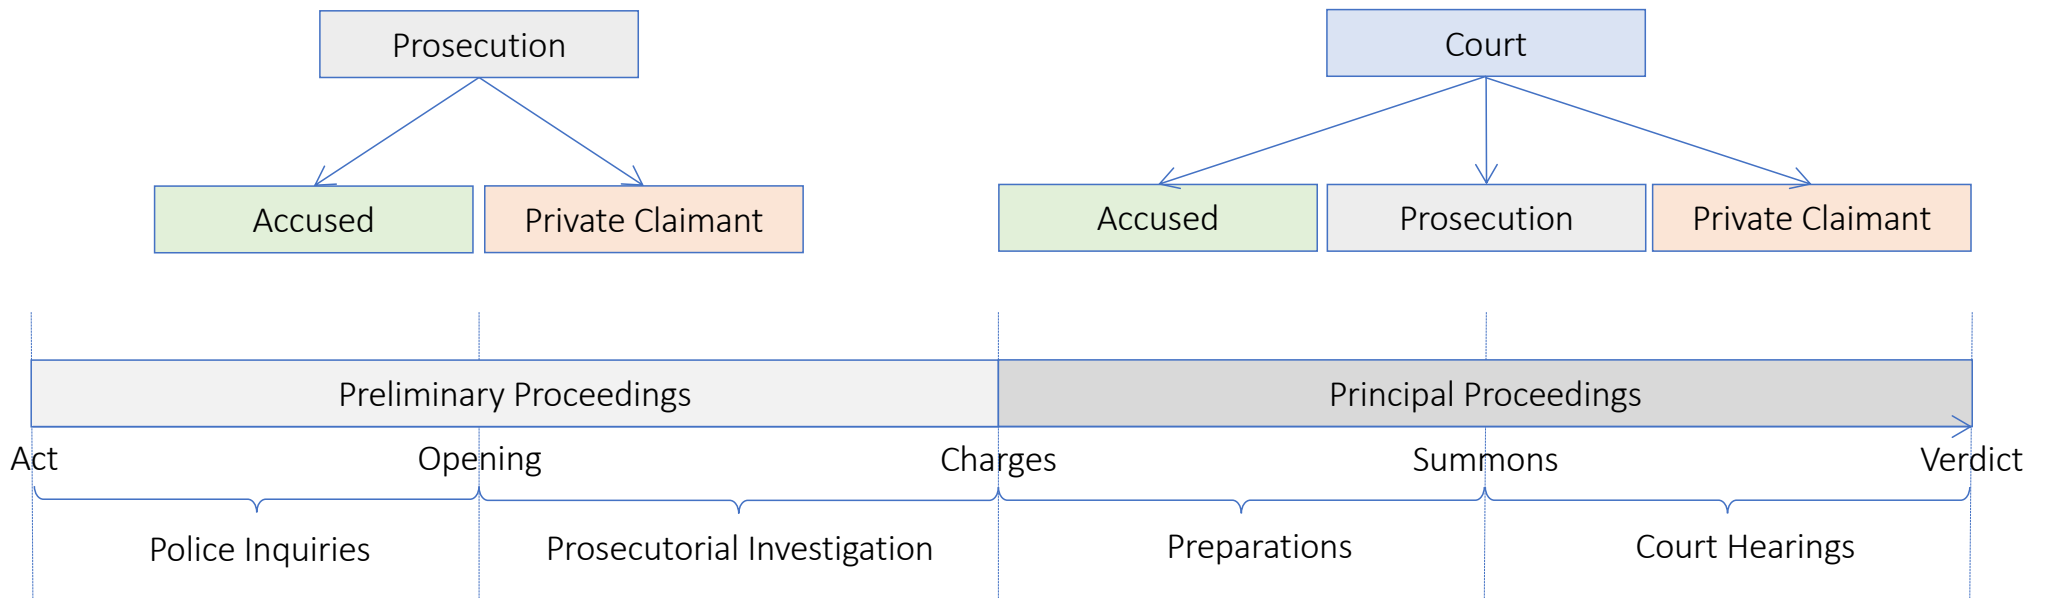 Prosecution
Court
Accused
Private Claimant
Accused
Prosecution
Private Claimant
Preliminary Proceedings
Principal Proceedings
Act
Opening
Charges
Summons
Verdict
Police Inquiries
Prosecutorial Investigation
Preparations
Court Hearings